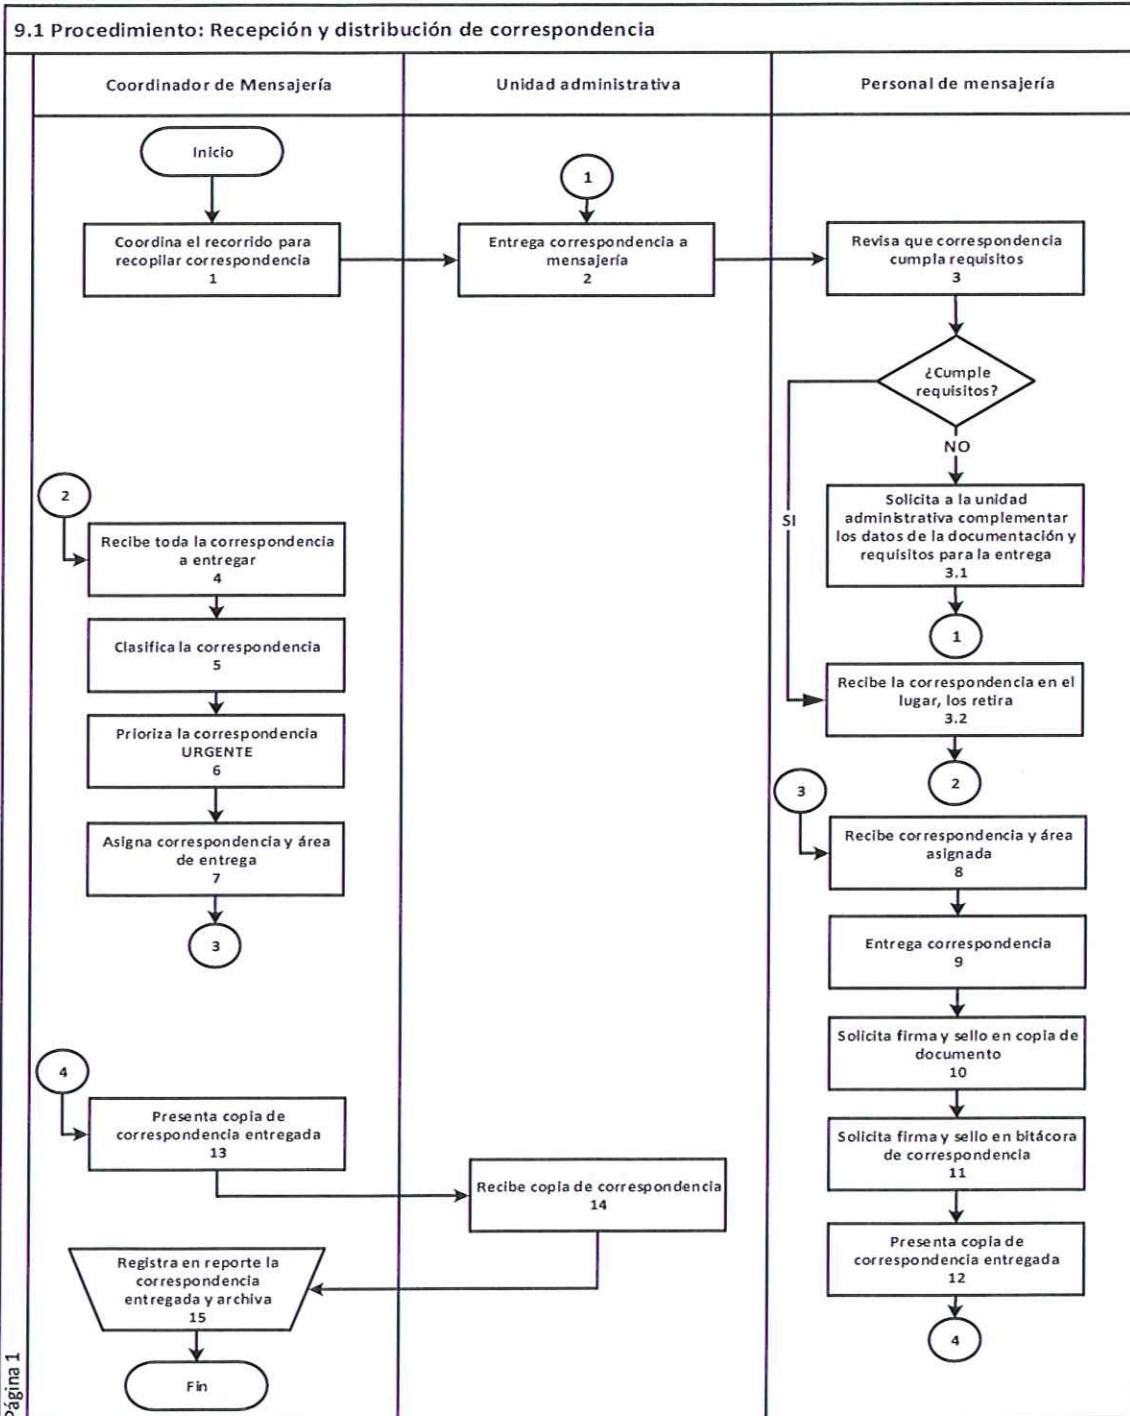 9.1 Procedimiento: Recepción y distribución de correspondencia
Coordinador de Mensajería
Unidad administrativa
Personal de mensajería
Inicio
1
Coordina el recorrido para
recopilar correspondencia
1
Entrega correspondencia a
mensajería
2
Revisa que correspondencia
cumpla requisitos
3
¿Cumple
requisitos?
NO
SI
Solicita a la unidad
administrativa complementar
los datos de la documentación y
requisitos para la entrega
3.1
1
Recibe la correspondencia en el
lugar, los retira
3.2
2
2
Recibe toda la correspondencia
a entregar
4
Clasifica la correspondencia
5
Prioriza la correspondencia
URGENTE
6
Asigna correspondencia y área
de entrega
7
3
3
Recibe correspondencia y área
asignada
8
Entrega correspondencia
9
Solicita firma y sello en copia de
documento
10
Solicita firma y sello en bitácora
de correspondencia
11
Presenta copia de
correspondencia entregada
12
4
4
Presenta copia de
correspondencia entregada
13
Recibe copia de correspondencia
14
Registra en reporte la
correspondencia
entregada y archiva
15
Fin
Página 1